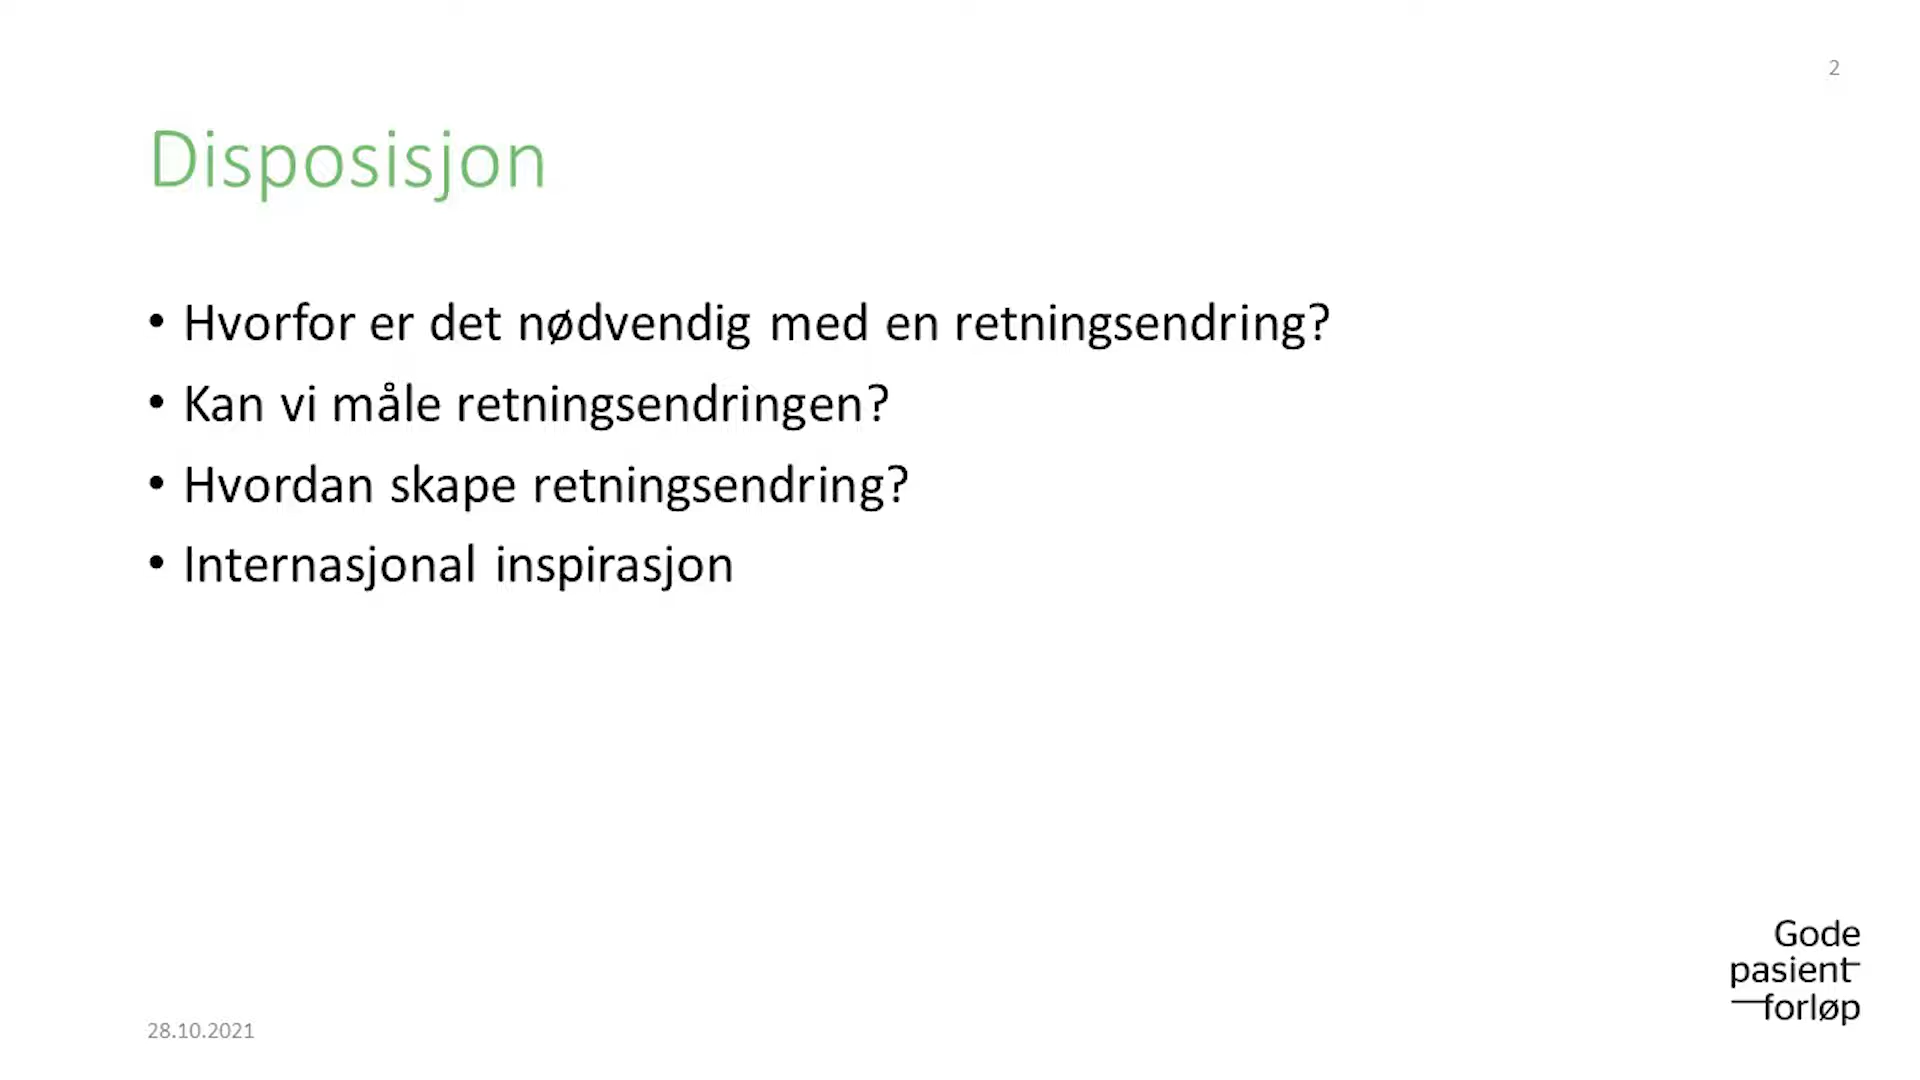 2
Disposisjon
• Hvorfor er det nødvendig med en retningsendring?
• Kan vi måle retningsendringen?
• Hvordan skape retningsendring?
• Internasjonal inspirasjon
Gode
pasient-
forløp
28.10.2021